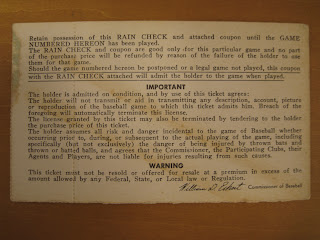 Retain possession of this RAIN CHECK and attached coupon until the GAME
NUMBERED HEREON has been played.
The RAIN CHECK and coupon are good only for this particular game and no part
of the purchase price will be refunded by reason of failure of the holder to use
them for that game.
Should the game numbered hereon be postponed or a legal game not played, this coupon
with the RAIN CHECK attached will admit the holder to the game when played.
IMPORTANT
The holder is admitted on condition, and by use of this ticket agrees:
The holder will not transmit or aid in transmitting any description, account, picture
or reproduction of the baseball game to which this ticket admits him. Breach of the
foregoing will automatically terminate this license.
The license granted by this ticket may also be terminated by tendering to the holder
the purchase price of this ticket.
The holder assumes all risk and danger incidental to the game of Baseball whether
occurring prior to, during, or subsequent to the actual playing of the game, including
specifically (but not exclusively) the danger of being injured by thrown bats and
thrown or batted balls, and agrees that the Commissioner, the Participating Clubs, their
Agents and Players, are not liable for injuries resulting from such causes.
WARNING
This ticket must not be resold or offered for resale at a premium in excess of the
amount allowed by any Federal, State, or Local law or Regulation.
William D. Eckert Commissioner of Baseball